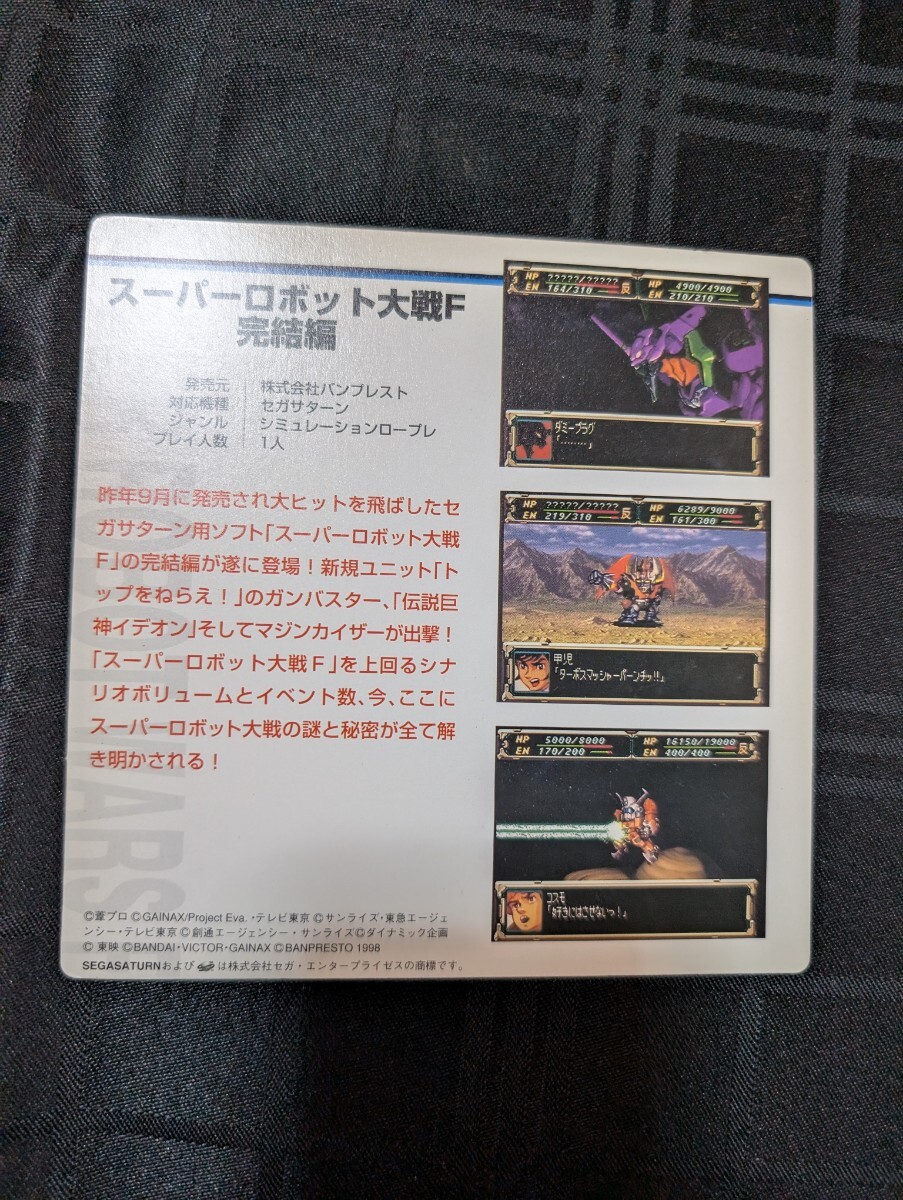 スーパーロボット大戦F
完結編
発売元 株式会社バンプレスト
対応機種 セガサターン
ジャンル シミュレーションロープレ
プレイ人数 1人
昨年9月に発売され大ヒットを飛ばしたセ
ガサターン用ソフト「スーパーロボット大戦
F」の完結編が遂に登場！新規ユニット「ト
ップをねらえ！」のガンバスター、「伝説巨
神イデオン」そしてマジンカイザーが出撃！
「スーパーロボット大戦F」を上回るシナ
リオボリュームとイベント数、今、ここに
スーパーロボット大戦の謎と秘密が全て解
き明かされる！
©葦プロ ©GAINAX/Project Eva.・テレビ東京 ©サンライズ・東急エージェ
ンシー・テレビ東京 ©創通エージェンシー・サンライズ ©ダイナミック企画
© 東映 ©BANDAI・VICTOR・GAINAX ©BANPRESTO 1998
SEGASATURNおよび は株式会社セガ・エンタープライゼスの商標です。
HP ?????/????? HP 4900/4900
EN 164/310 反 EN 210/210
ダミープラグ
「‥‥‥‥」
HP ?????/????? HP 6289/9000
EN 219/310 反 EN 161/300
甲児
「ターボスマッシャーパーンチッ!!」
HP 5000/8000 HP 16150/19000
EN 170/200 EN 400/400 反
コスモ
「好きにはさせないっ！」